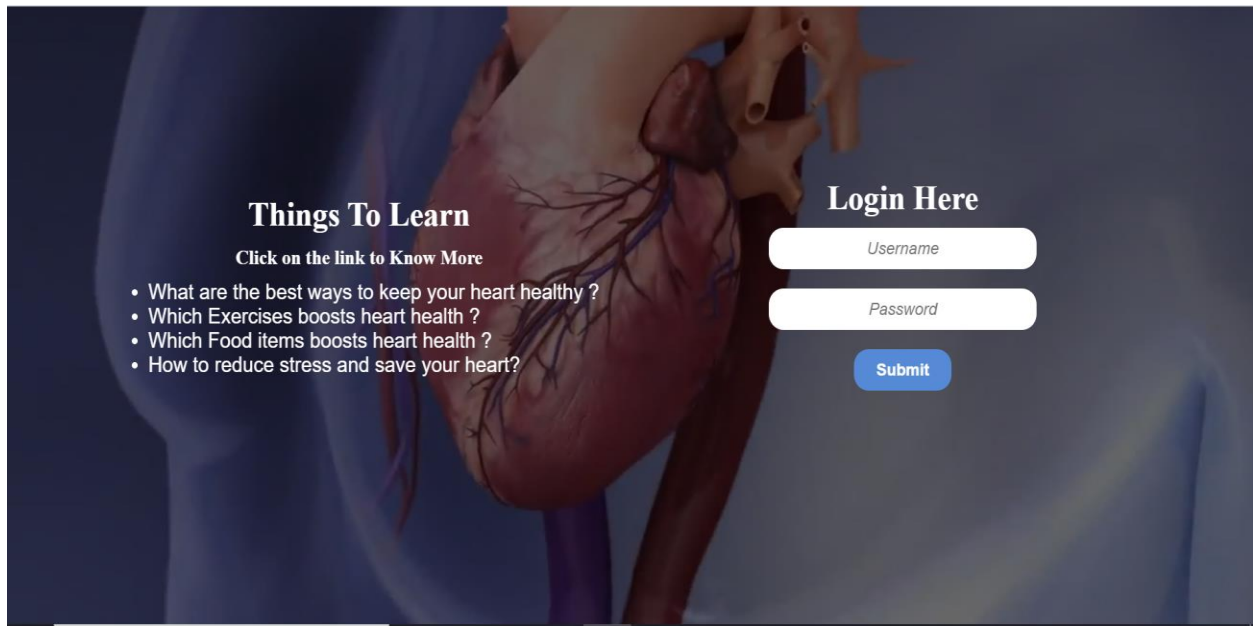 Things To Learn
Click on the link to Know More
• What are the best ways to keep your heart healthy ?
• Which Exercises boosts heart health ?
• Which Food items boosts heart health ?
• How to reduce stress and save your heart?
Login Here
Username
Password
Submit